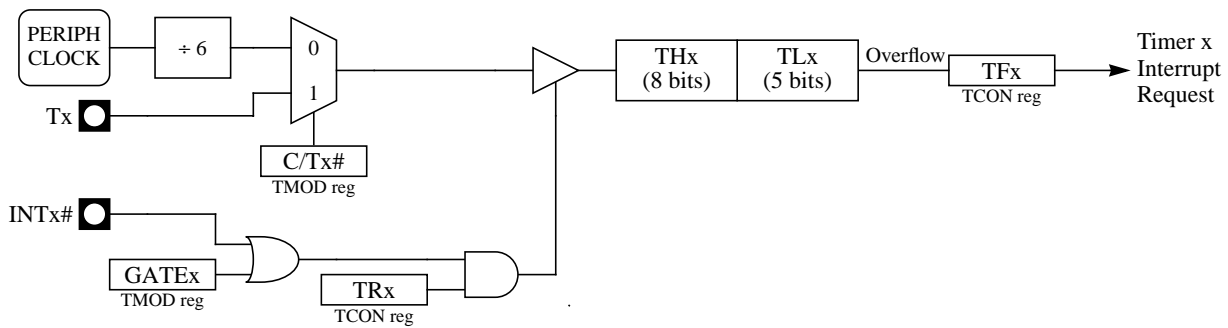 PERIPH
CLOCK
÷ 6
0
1
Tx
C/Tx#
TMOD reg
THx
(8 bits)
TLx
(5 bits)
Overflow
TFx
TCON reg
Timer x
Interrupt
Request
INTx#
GATEx
TMOD reg
TRx
TCON reg